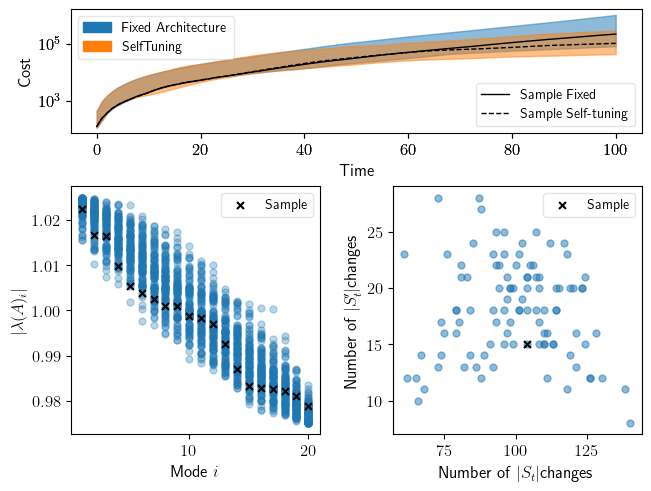 Fixed Architecture
SelfTuning
Cost
10^5
10^3
Sample Fixed
Sample Self-tuning
0 20 40 60 80 100
Time
Sample
|λ(A)_i|
1.02
1.01
1.00
0.99
0.98
10 20
Mode i
Sample
Number of |S'_t|changes
25
20
15
10
75 100 125
Number of |S_t|changes